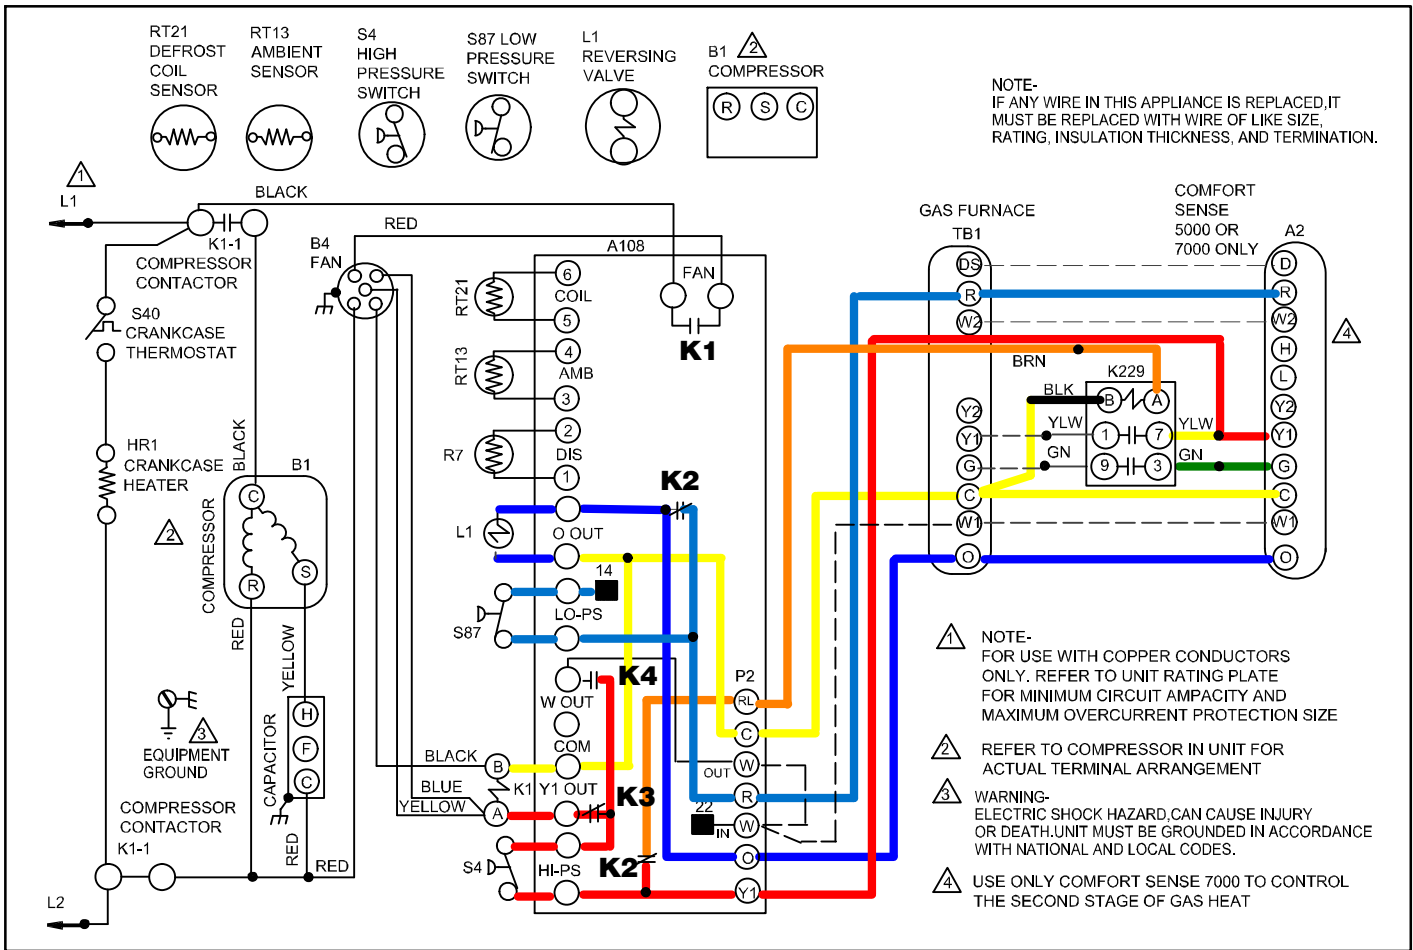 RT21
DEFROST
COIL
SENSOR
RT13
AMBIENT
SENSOR
S4
HIGH
PRESSURE
SWITCH
S87 LOW
PRESSURE
SWITCH
L1
REVERSING
VALVE
B1
2
COMPRESSOR
R S C
NOTE-
IF ANY WIRE IN THIS APPLIANCE IS REPLACED,IT
MUST BE REPLACED WITH WIRE OF LIKE SIZE,
RATING, INSULATION THICKNESS, AND TERMINATION.
1
L1
BLACK
K1-1
COMPRESSOR
CONTACTOR
S40
CRANKCASE
THERMOSTAT
HR1
CRANKCASE
HEATER
2
BLACK
B1
COMPRESSOR
C
S
R
RED
YELLOW
3
EQUIPMENT
GROUND
CAPACITOR
H
F
C
RED
RED
COMPRESSOR
CONTACTOR
K1-1
L2
B4
FAN
RED
BLACK
BLUE
YELLOW
A108
RT21
6
COIL
5
RT13
4
AMB
3
R7
2
DIS
1
FAN
K1
K2
L1
O OUT
14
LO-PS
S87
K4
W OUT
COM
B
K1
Y1 OUT
A
K3
S4
HI-PS
K2
P2
RL
C
OUT
W
R
22
IN
W
O
Y1
GAS FURNACE
TB1
DS
R
W2
Y2
Y1
G
C
W1
O
COMFORT
SENSE
5000 OR
7000 ONLY
A2
D
R
W2
H
L
Y2
Y1
G
C
W1
O
4
BRN
K229
BLK
B
A
YLW
1
7
YLW
GN
9
3
GN
1
NOTE-
FOR USE WITH COPPER CONDUCTORS
ONLY. REFER TO UNIT RATING PLATE
FOR MINIMUM CIRCUIT AMPACITY AND
MAXIMUM OVERCURRENT PROTECTION SIZE
2
REFER TO COMPRESSOR IN UNIT FOR
ACTUAL TERMINAL ARRANGEMENT
3
WARNING-
ELECTRIC SHOCK HAZARD,CAN CAUSE INJURY
OR DEATH.UNIT MUST BE GROUNDED IN ACCORDANCE
WITH NATIONAL AND LOCAL CODES.
4
USE ONLY COMFORT SENSE 7000 TO CONTROL
THE SECOND STAGE OF GAS HEAT